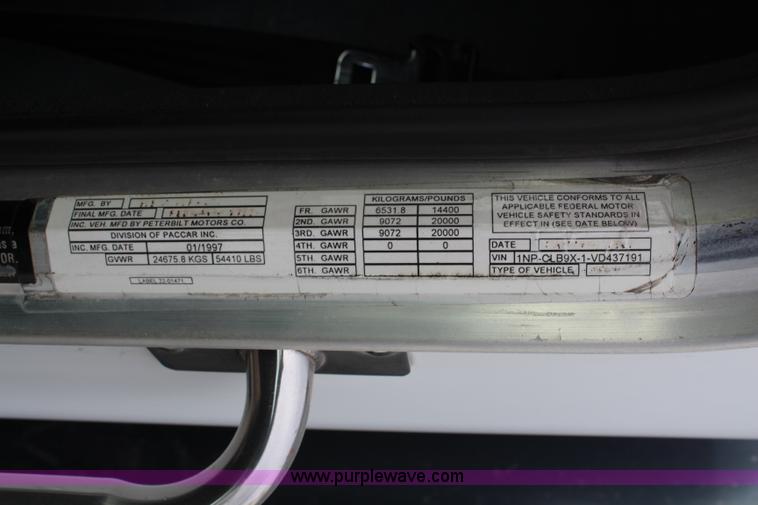 MFG. BY
FINAL MFG. DATE
INC. VEH. MFD BY PETERBILT MOTORS CO.
DIVISION OF PACCAR INC.
INC. MFG. DATE 01/1997
GVWR 24675.8 KGS 54410 LBS
LABEL 22-01471
KILOGRAMS/POUNDS
FR. GAWR 6531.8 14400
2ND. GAWR 9072 20000
3RD. GAWR 9072 20000
4TH. GAWR 0 0
5TH. GAWR
6TH. GAWR
THIS VEHICLE CONFORMS TO ALL
APPLICABLE FEDERAL MOTOR
VEHICLE SAFETY STANDARDS IN
EFFECT IN (SEE DATE BELOW)
DATE
VIN 1NP-CLB9X-1-VD437191
TYPE OF VEHICLE
www.purplewave.com